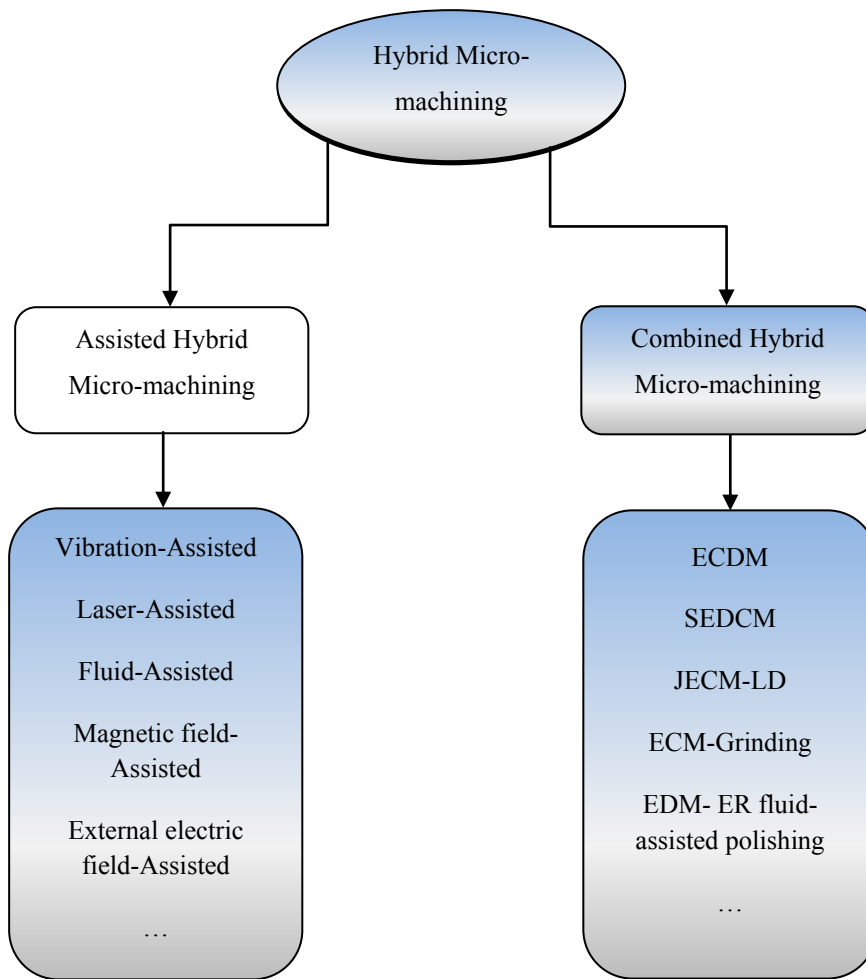 Hybrid Micro-
machining
Assisted Hybrid
Micro-machining
Combined Hybrid
Micro-machining
Vibration-Assisted
Laser-Assisted
Fluid-Assisted
Magnetic field-
Assisted
External electric
field-Assisted
…
ECDM
SEDCM
JECM-LD
ECM-Grinding
EDM- ER fluid-
assisted polishing
…